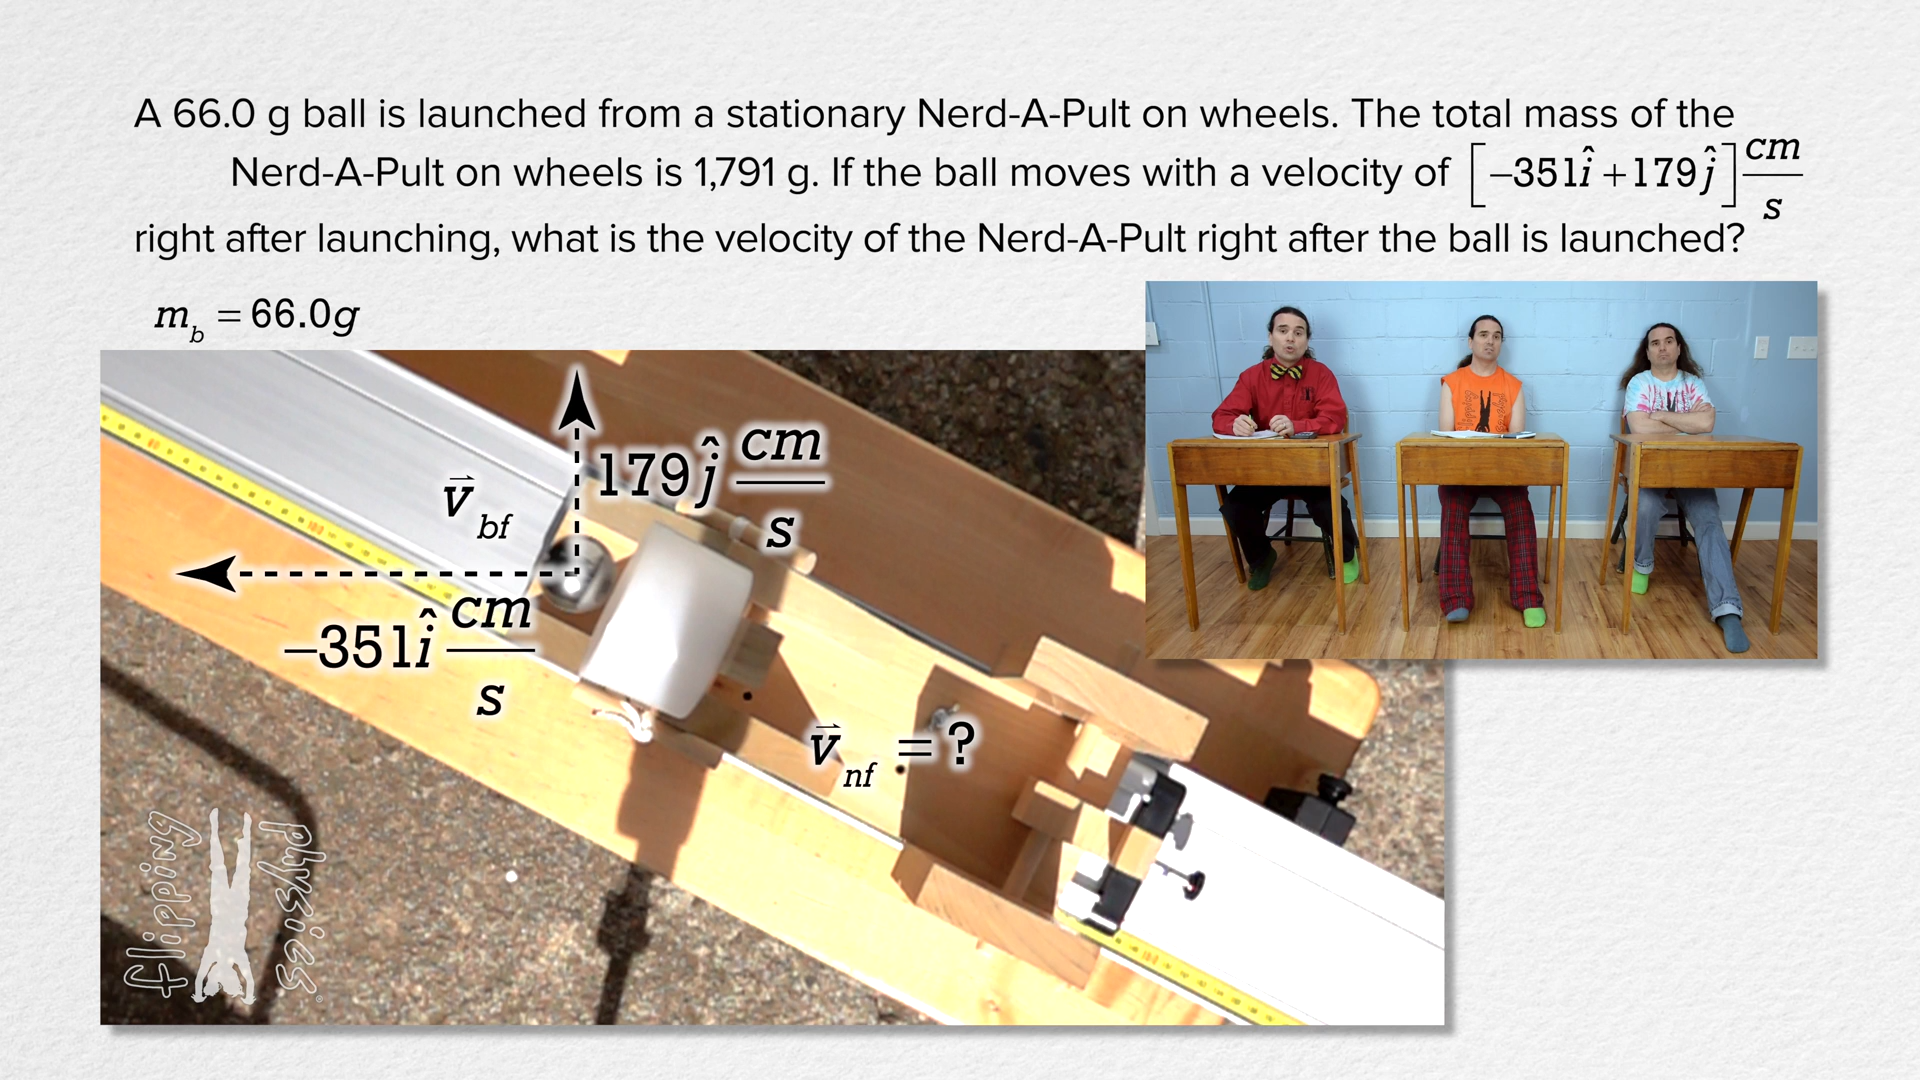 A 66.0 g ball is launched from a stationary Nerd-A-Pult on wheels. The total mass of the
Nerd-A-Pult on wheels is 1,791 g. If the ball moves with a velocity of [−351î + 179ĵ] cm/s
right after launching, what is the velocity of the Nerd-A-Pult right after the ball is launched?
m_b = 66.0g
179ĵ cm/s
v⃗_bf
−351î cm/s
v⃗_nf = ?
flipping physics®